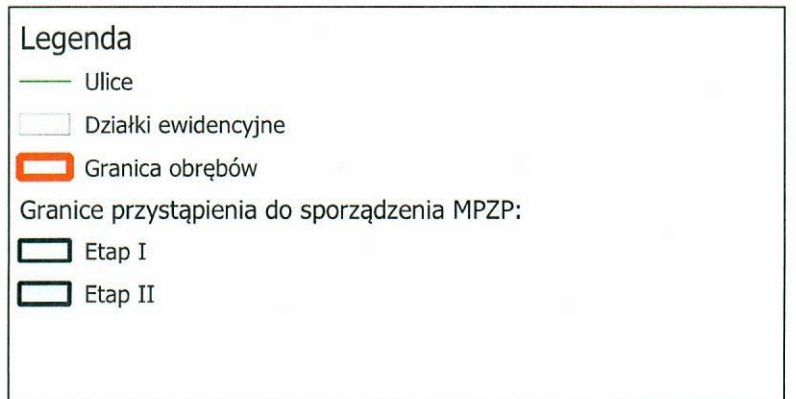 Legenda
Ulice
Działki ewidencyjne
Granica obrębów
Granice przystąpienia do sporządzenia MPZP:
Etap I
Etap II